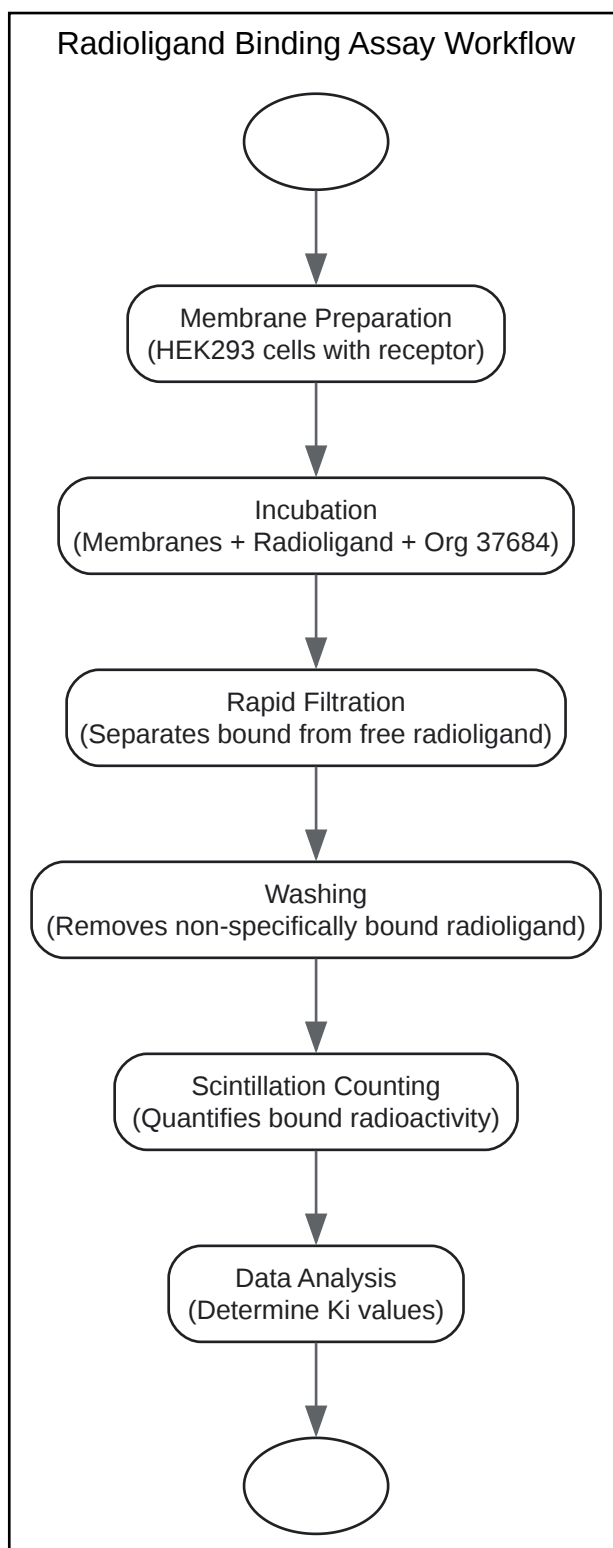 Radioligand Binding Assay Workflow
Membrane Preparation
(HEK293 cells with receptor)
Incubation
(Membranes + Radioligand + Org 37684)
Rapid Filtration
(Separates bound from free radioligand)
Washing
(Removes non-specifically bound radioligand)
Scintillation Counting
(Quantifies bound radioactivity)
Data Analysis
(Determine Ki values)